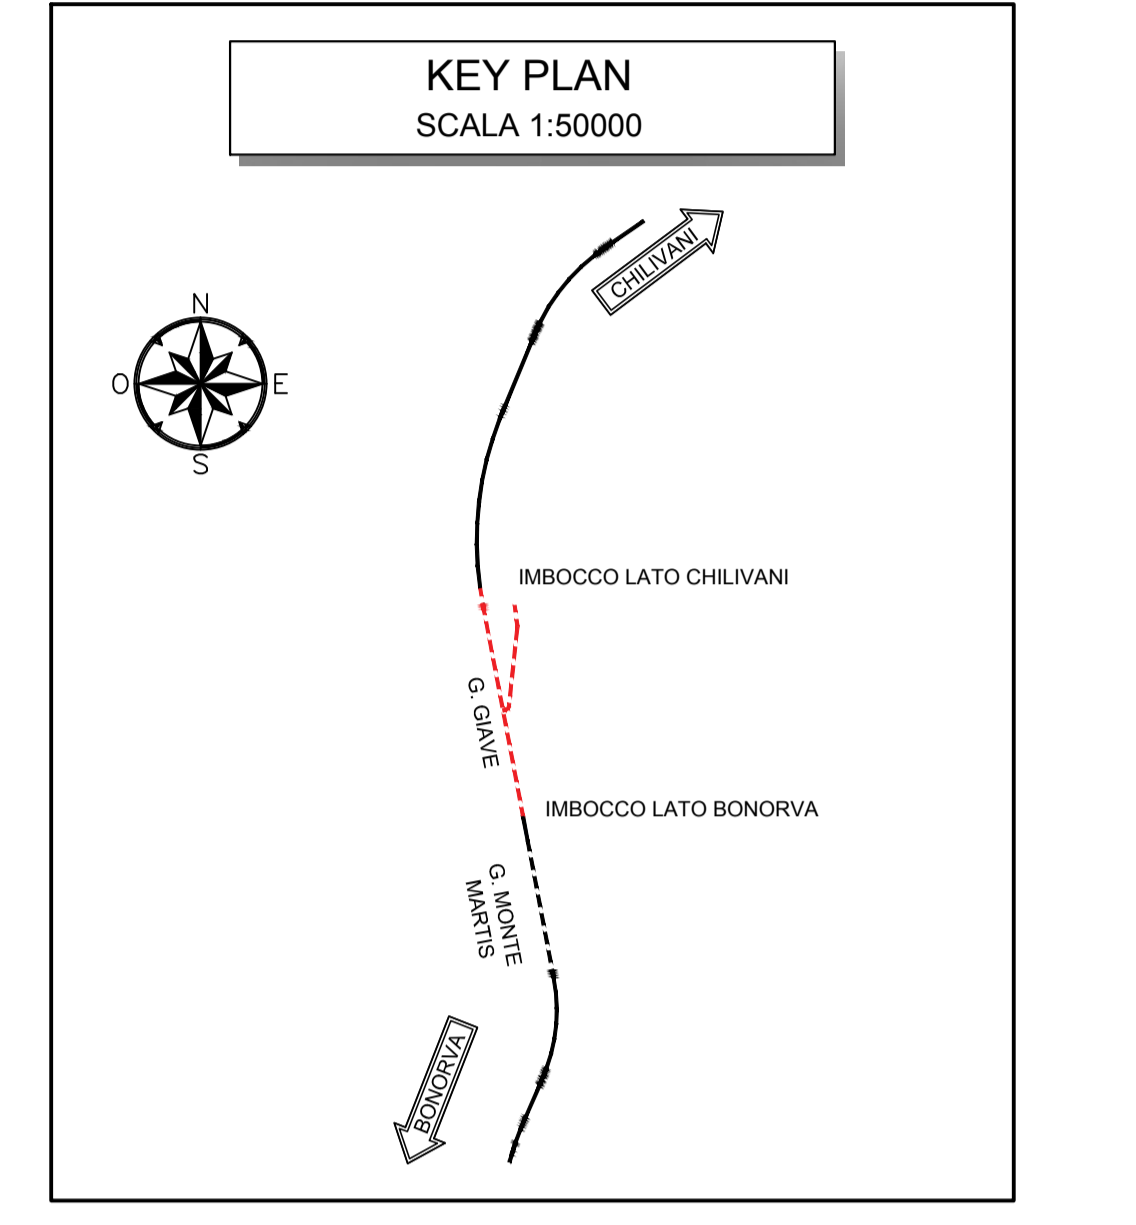 KEY PLAN
SCALA 1:50000
CHILIVANI
N
O
E
S
IMBOCCO LATO CHILIVANI
G. GIAVE
IMBOCCO LATO BONORVA
G. MONTE
MARTIS
BONORVA